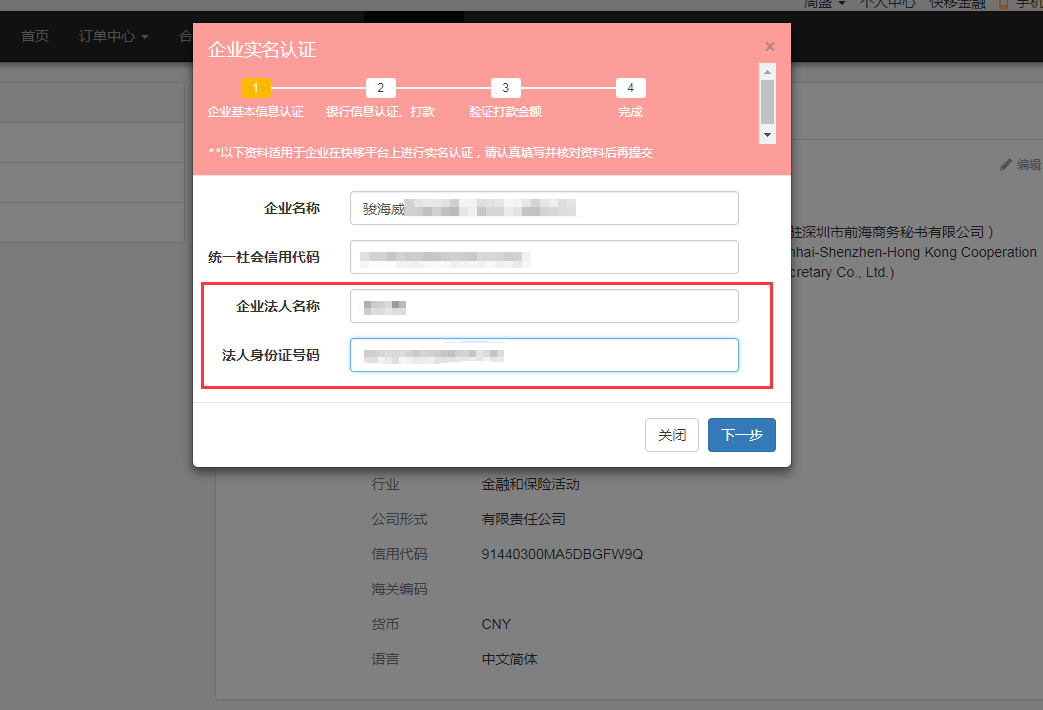 周盛 个人中心 快移金融 手机
首页 订单中心 合
企业实名认证 ×
1 2 3 4
企业基本信息认证 银行信息认证、打款 验证打款金额 完成
**以下资料适用于企业在快移平台上进行实名认证，请认真填写并核对资料后再提交
编辑
企业名称 骏海威
统一社会信用代码
企业法人名称
法人身份证号码
驻深圳市前海商务秘书有限公司 )
nhai-Shenzhen-Hong Kong Cooperation
cretary Co., Ltd.)
关闭 下一步
行业 金融和保险活动
公司形式 有限责任公司
信用代码 91440300MA5DBGFW9Q
海关编码
货币 CNY
语言 中文简体